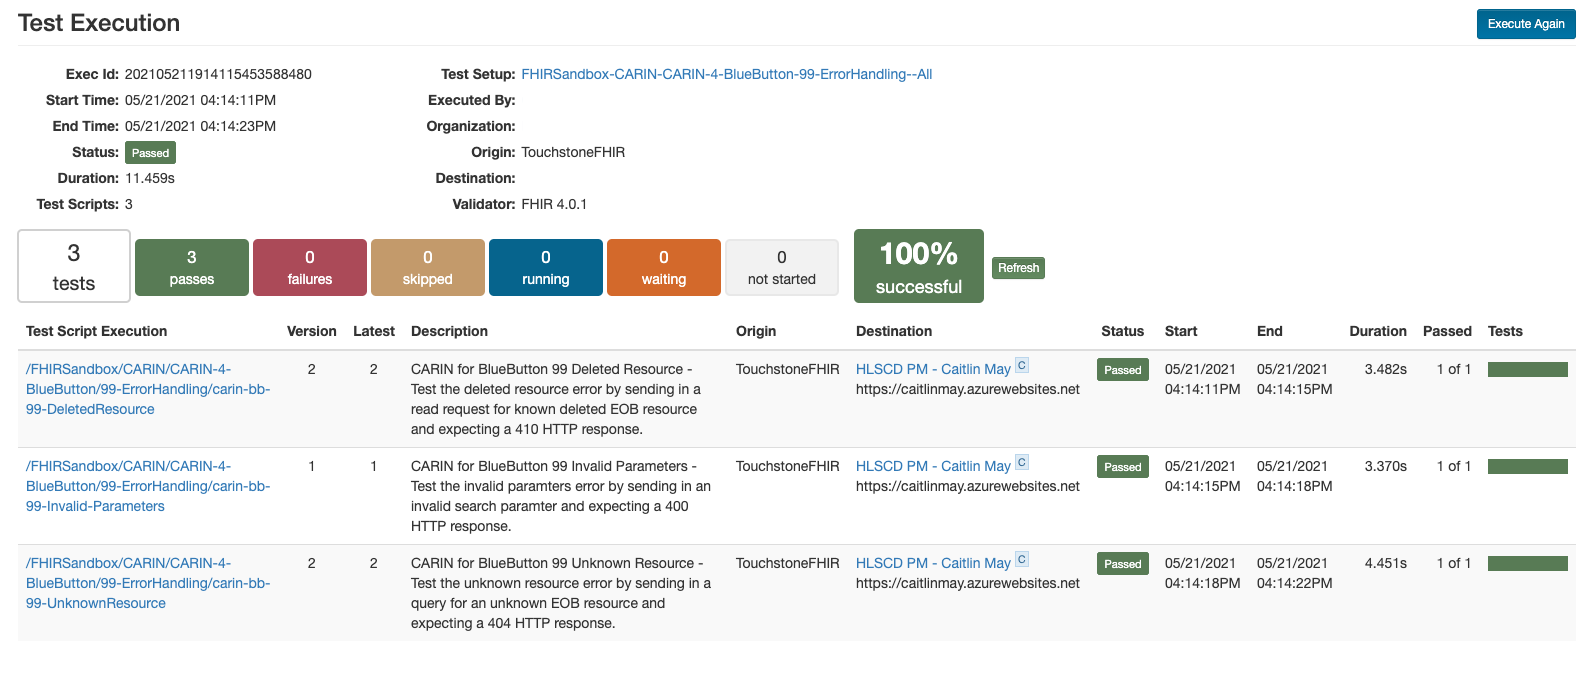 Test Execution
Execute Again
Exec Id: 20210521191411545358848​0
Test Setup: FHIRSandbox-CARIN-CARIN-4-BlueButton-99-ErrorHandling--All
Start Time: 05/21/2021 04:14:11PM
Executed By:
End Time: 05/21/2021 04:14:23PM
Organization:
Status: Passed
Origin: TouchstoneFHIR
Duration: 11.459s
Destination:
Test Scripts: 3
Validator: FHIR 4.0.1
3 tests
3 passes
0 failures
0 skipped
0 running
0 waiting
0 not started
100% successful
Refresh
Test Script Execution Version Latest Description Origin Destination Status Start End Duration Passed Tests
/FHIRSandbox/CARIN/CARIN-4- 2 2 CARIN for BlueButton 99 Deleted Resource - TouchstoneFHIR HLSCD PM - Caitlin May C Passed 05/21/2021 05/21/2021 3.482s 1 of 1
BlueButton/99-ErrorHandling/carin-bb- Test the deleted resource error by sending in a https://caitlinmay.azurewebsites.net 04:14:11PM 04:14:15PM
99-DeletedResource read request for known deleted EOB resource
and expecting a 410 HTTP response.
/FHIRSandbox/CARIN/CARIN-4- 1 1 CARIN for BlueButton 99 Invalid Parameters - TouchstoneFHIR HLSCD PM - Caitlin May C Passed 05/21/2021 05/21/2021 3.370s 1 of 1
BlueButton/99-ErrorHandling/carin-bb- Test the invalid paramters error by sending in an https://caitlinmay.azurewebsites.net 04:14:15PM 04:14:18PM
99-Invalid-Parameters invalid search paramter and expecting a 400
HTTP response.
/FHIRSandbox/CARIN/CARIN-4- 2 2 CARIN for BlueButton 99 Unknown Resource - TouchstoneFHIR HLSCD PM - Caitlin May C Passed 05/21/2021 05/21/2021 4.451s 1 of 1
BlueButton/99-ErrorHandling/carin-bb- Test the unknown resource error by sending in a https://caitlinmay.azurewebsites.net 04:14:18PM 04:14:22PM
99-UnknownResource query for an unknown EOB resource and
expecting a 404 HTTP response.